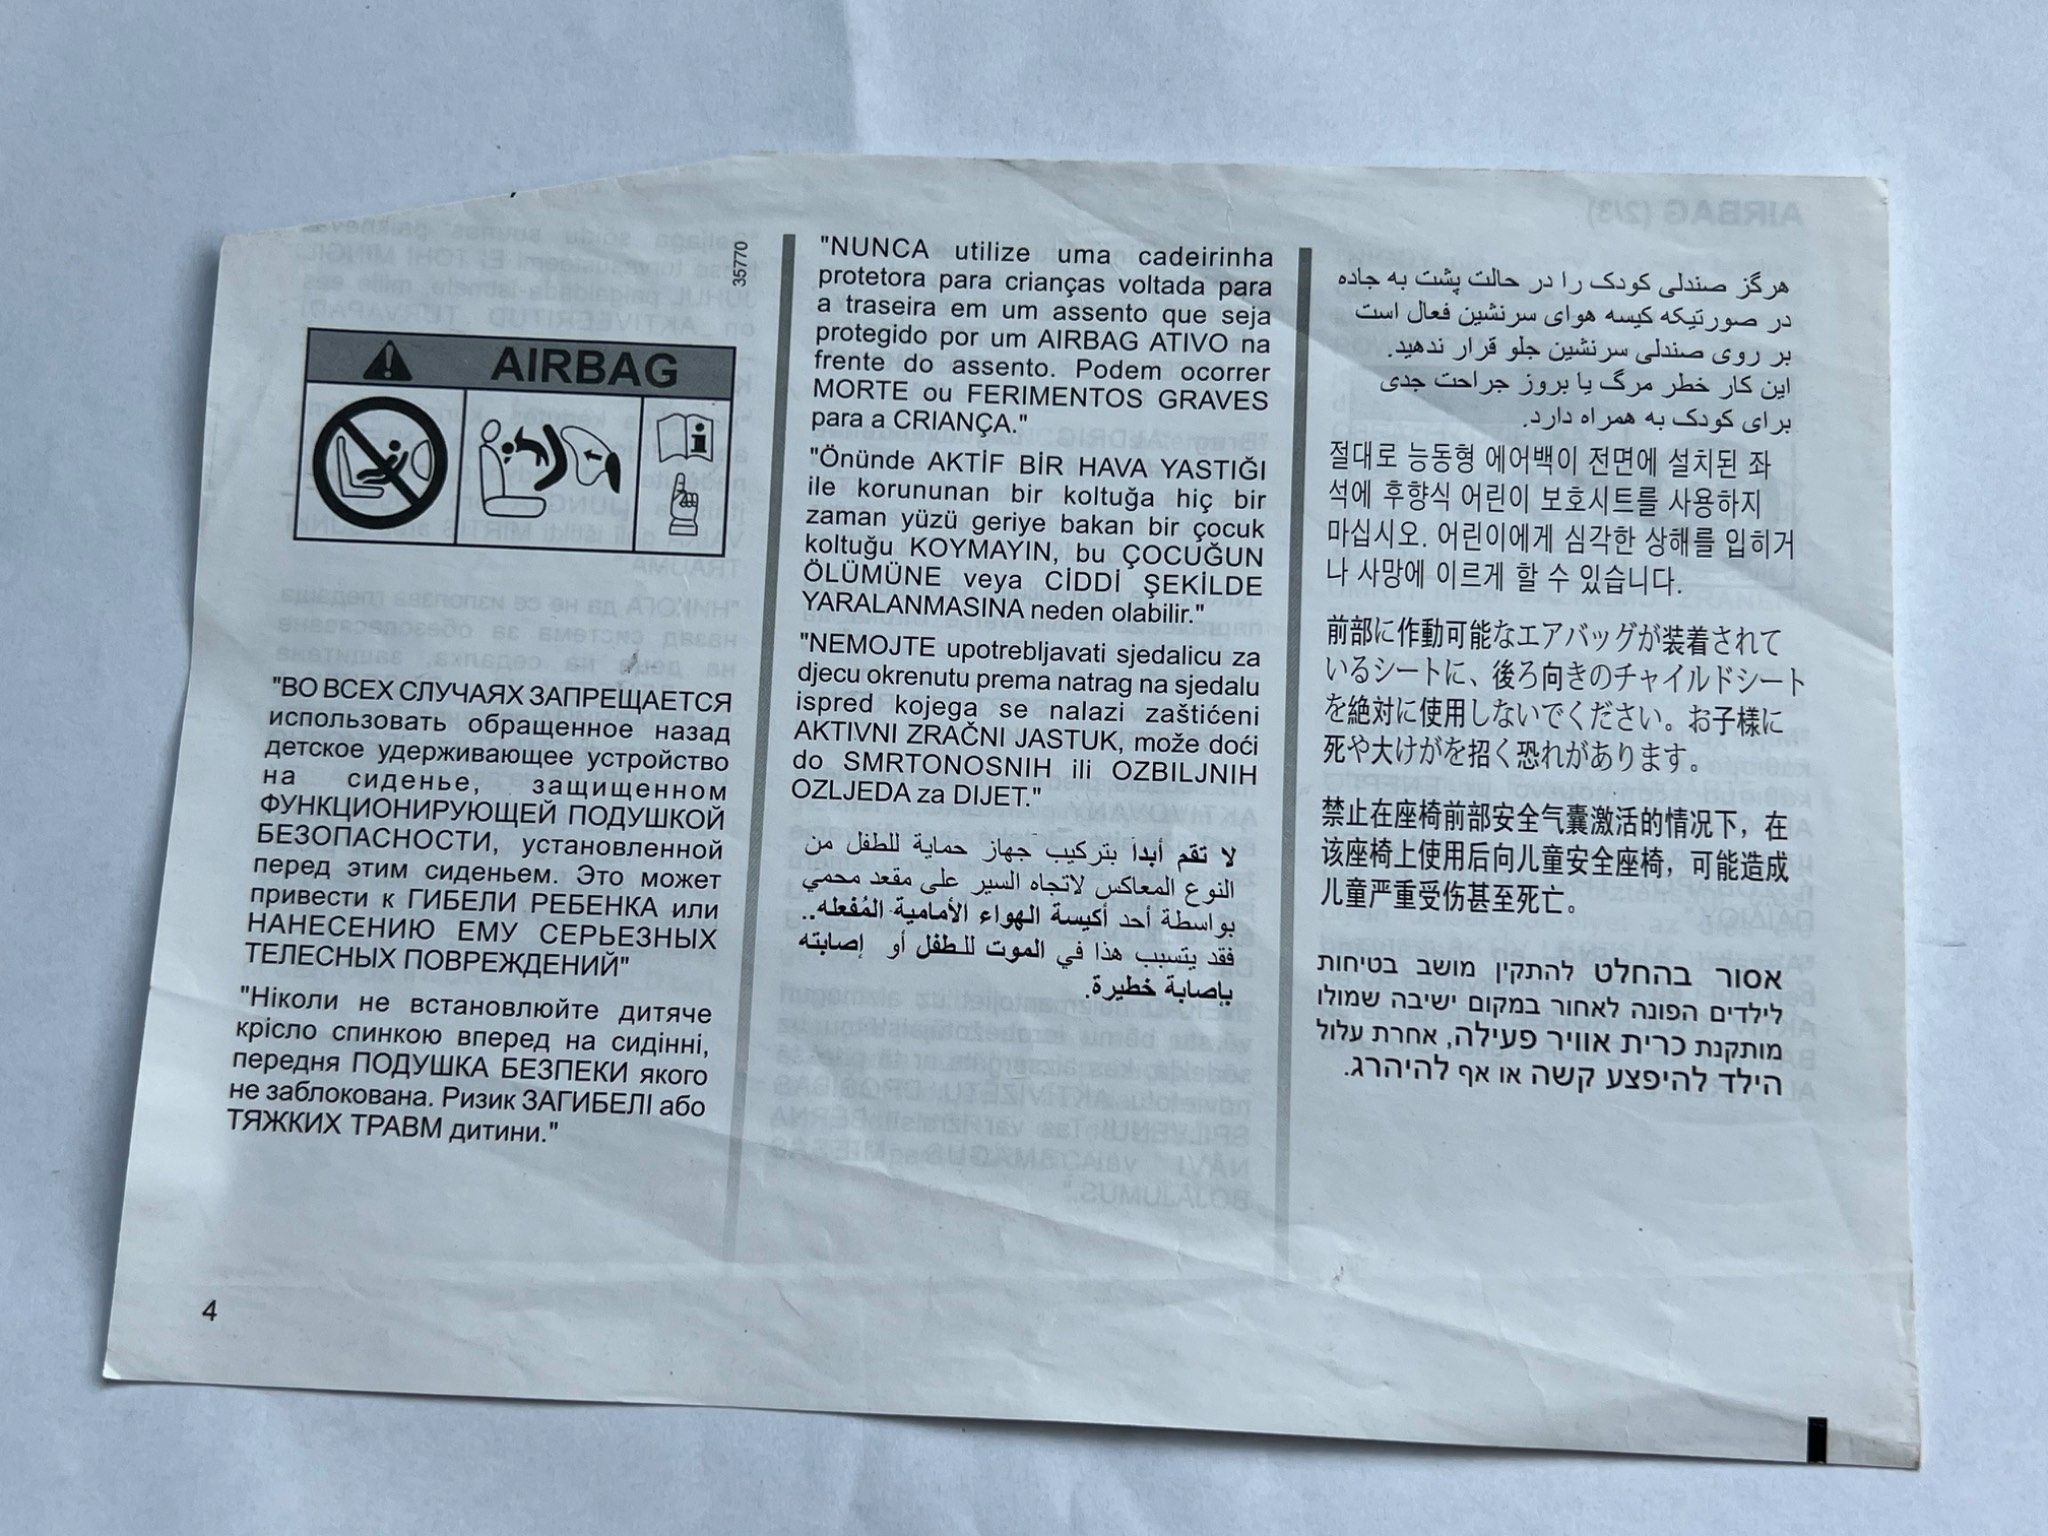 35770
AIRBAG
"ВО ВСЕХ СЛУЧАЯХ ЗАПРЕЩАЕТСЯ
использовать обращенное назад
детское удерживающее устройство
на сиденье, защищенном
ФУНКЦИОНИРУЮЩЕЙ ПОДУШКОЙ
БЕЗОПАСНОСТИ, установленной
перед этим сиденьем. Это может
привести к ГИБЕЛИ РЕБЕНКА или
НАНЕСЕНИЮ ЕМУ СЕРЬЕЗНЫХ
ТЕЛЕСНЫХ ПОВРЕЖДЕНИЙ"
"Ніколи не встановлюйте дитяче
крісло спинкою вперед на сидінні,
передня ПОДУШКА БЕЗПЕКИ якого
не заблокована. Ризик ЗАГИБЕЛІ або
ТЯЖКИХ ТРАВМ дитини."
4
"NUNCA utilize uma cadeirinha
protetora para crianças voltada para
a traseira em um assento que seja
protegido por um AIRBAG ATIVO na
frente do assento. Podem ocorrer
MORTE ou FERIMENTOS GRAVES
para a CRIANÇA."
"Önünde AKTİF BİR HAVA YASTIĞI
ile korununan bir koltuğa hiç bir
zaman yüzü geriye bakan bir çocuk
koltuğu KOYMAYIN, bu ÇOCUĞUN
ÖLÜMÜNE veya CİDDİ ŞEKİLDE
YARALANMASINA neden olabilir."
"NEMOJTE upotrebljavati sjedalicu za
djecu okrenutu prema natrag na sjedalu
ispred kojega se nalazi zaštićeni
AKTIVNI ZRAČNI JASTUK, može doći
do SMRTONOSNIH ili OZBILJNIH
OZLJEDA za DIJET."
لا تقم أبدا بتركيب جهاز حماية للطفل من
النوع المعاكس لاتجاه السير على مقعد محمي
بواسطة أحد أكيسة الهواء الأمامية المُفعله..
فقد يتسبب هذا في الموت للطفل أو إصابته
بإصابة خطيرة.
هرگز صندلی کودک را در حالت پشت به جاده
در صورتیکه کیسه هوای سرنشین فعال است
بر روی صندلی سرنشین جلو قرار ندهید.
این کار خطر مرگ یا بروز جراحت جدی
برای کودک به همراه دارد.
절대로 능동형 에어백이 전면에 설치된 좌
석에 후향식 어린이 보호시트를 사용하지
마십시오. 어린이에게 심각한 상해를 입히거
나 사망에 이르게 할 수 있습니다.
前部に作動可能なエアバッグが装着されて
いるシートに、後ろ向きのチャイルドシート
を絶対に使用しないでください。お子様に
死や大けがを招く恐れがあります。
禁止在座椅前部安全气囊激活的情况下，在
该座椅上使用后向儿童安全座椅，可能造成
儿童严重受伤甚至死亡。
אסור בהחלט להתקין מושב בטיחות
לילדים הפונה לאחור במקום ישיבה שמולו
מותקנת כרית אוויר פעילה, אחרת עלול
הילד להיפצע קשה או אף להיהרג.